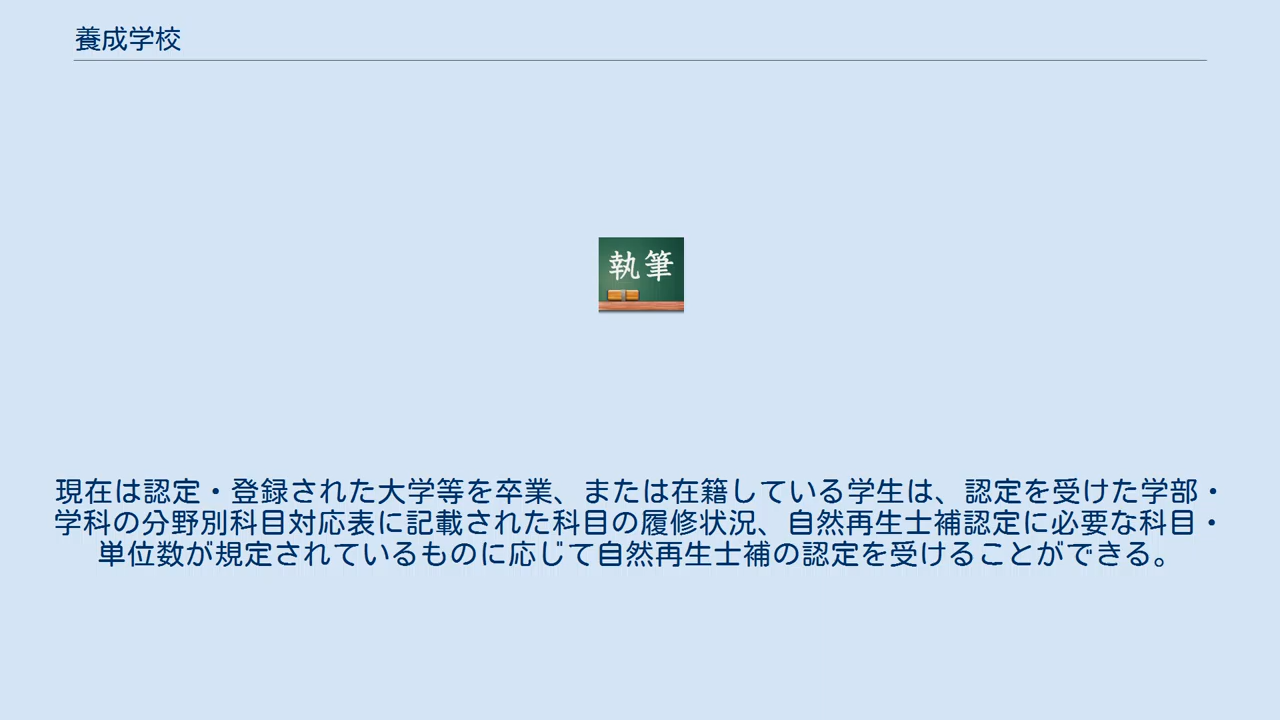 養成学校
執筆
現在は認定・登録された大学等を卒業、または在籍している学生は、認定を受けた学部・
学科の分野別科目対応表に記載された科目の履修状況、自然再生士補認定に必要な科目・
単位数が規定されているものに応じて自然再生士補の認定を受けることができる。